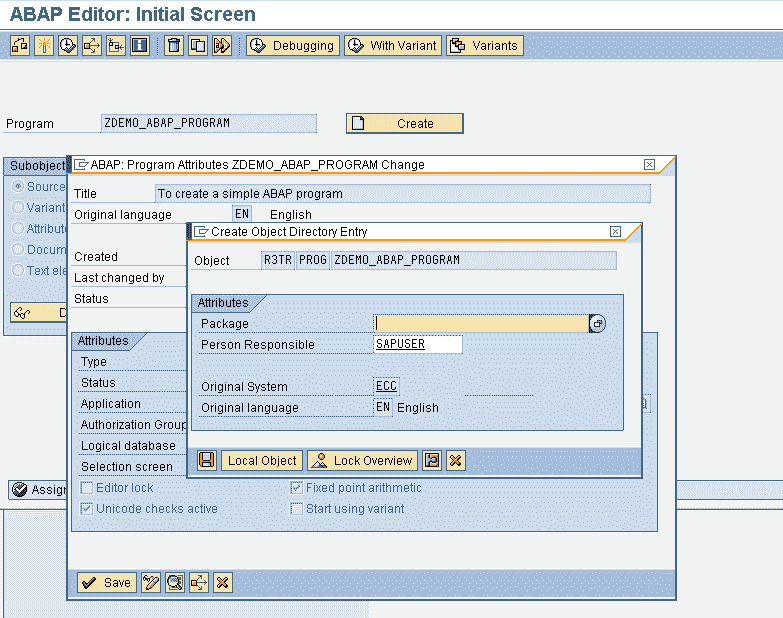 ABAP Editor: Initial Screen
Debugging With Variant Variants
Program ZDEMO_ABAP_PROGRAM Create
Subobject
Source
Variant
Attribut
Docum
Text ele
D
Assign
ABAP: Program Attributes ZDEMO_ABAP_PROGRAM Change
Title To create a simple ABAP program
Original language EN English
Created
Last changed by
Status
Attributes
Type
Status
Application
Authorization Group
Logical database
Selection screen
Editor lock Fixed point arithmetic
Unicode checks active Start using variant
Save
Create Object Directory Entry
Object R3TR PROG ZDEMO_ABAP_PROGRAM
Attributes
Package
Person Responsible SAPUSER
Original System ECC
Original language EN English
Local Object Lock Overview